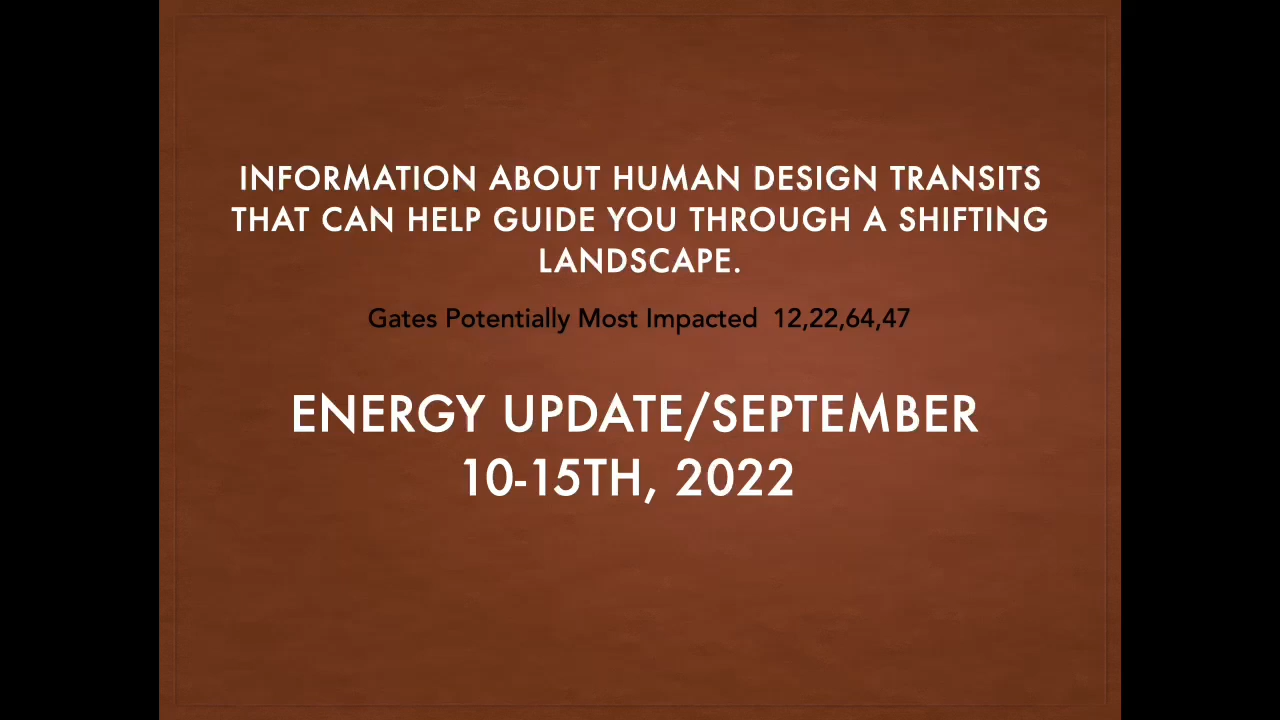 INFORMATION ABOUT HUMAN DESIGN TRANSITS
THAT CAN HELP GUIDE YOU THROUGH A SHIFTING
LANDSCAPE.
Gates Potentially Most Impacted  12,22,64,47
ENERGY UPDATE/SEPTEMBER
10-15TH, 2022